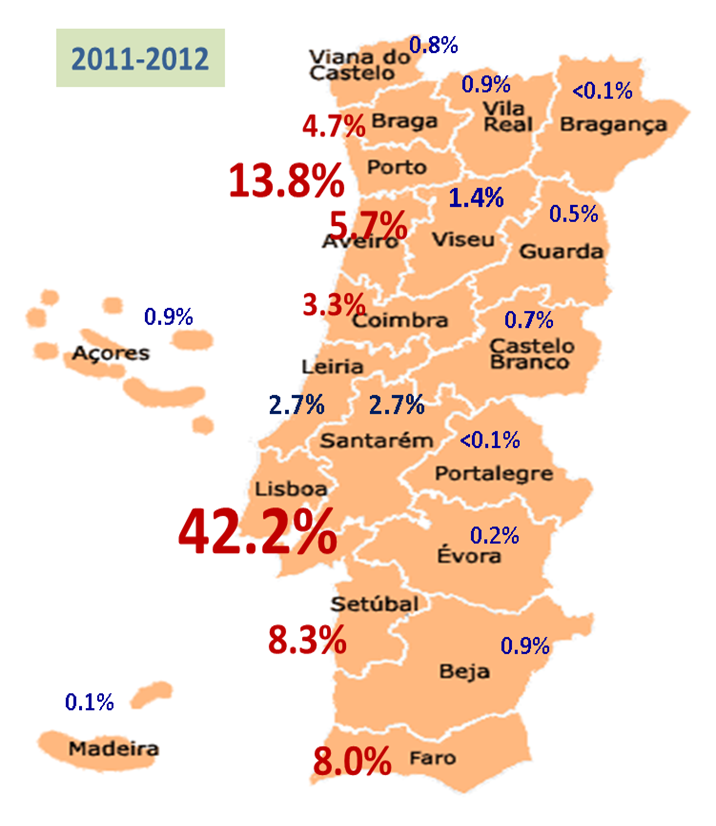 2011-2012
0.8%
Viana do
Castelo
0.9%
<0.1%
4.7%
Braga
Vila
Real
Bragança
13.8%
Porto
1.4%
0.5%
5.7%
Aveiro
Viseu
Guarda
3.3%
0.9%
Coimbra
0.7%
Açores
Castelo
Branco
Leiria
2.7%
2.7%
Santarém
<0.1%
Portalegre
Lisboa
42.2%
0.2%
Évora
Setúbal
8.3%
0.9%
Beja
0.1%
Madeira
8.0%
Faro